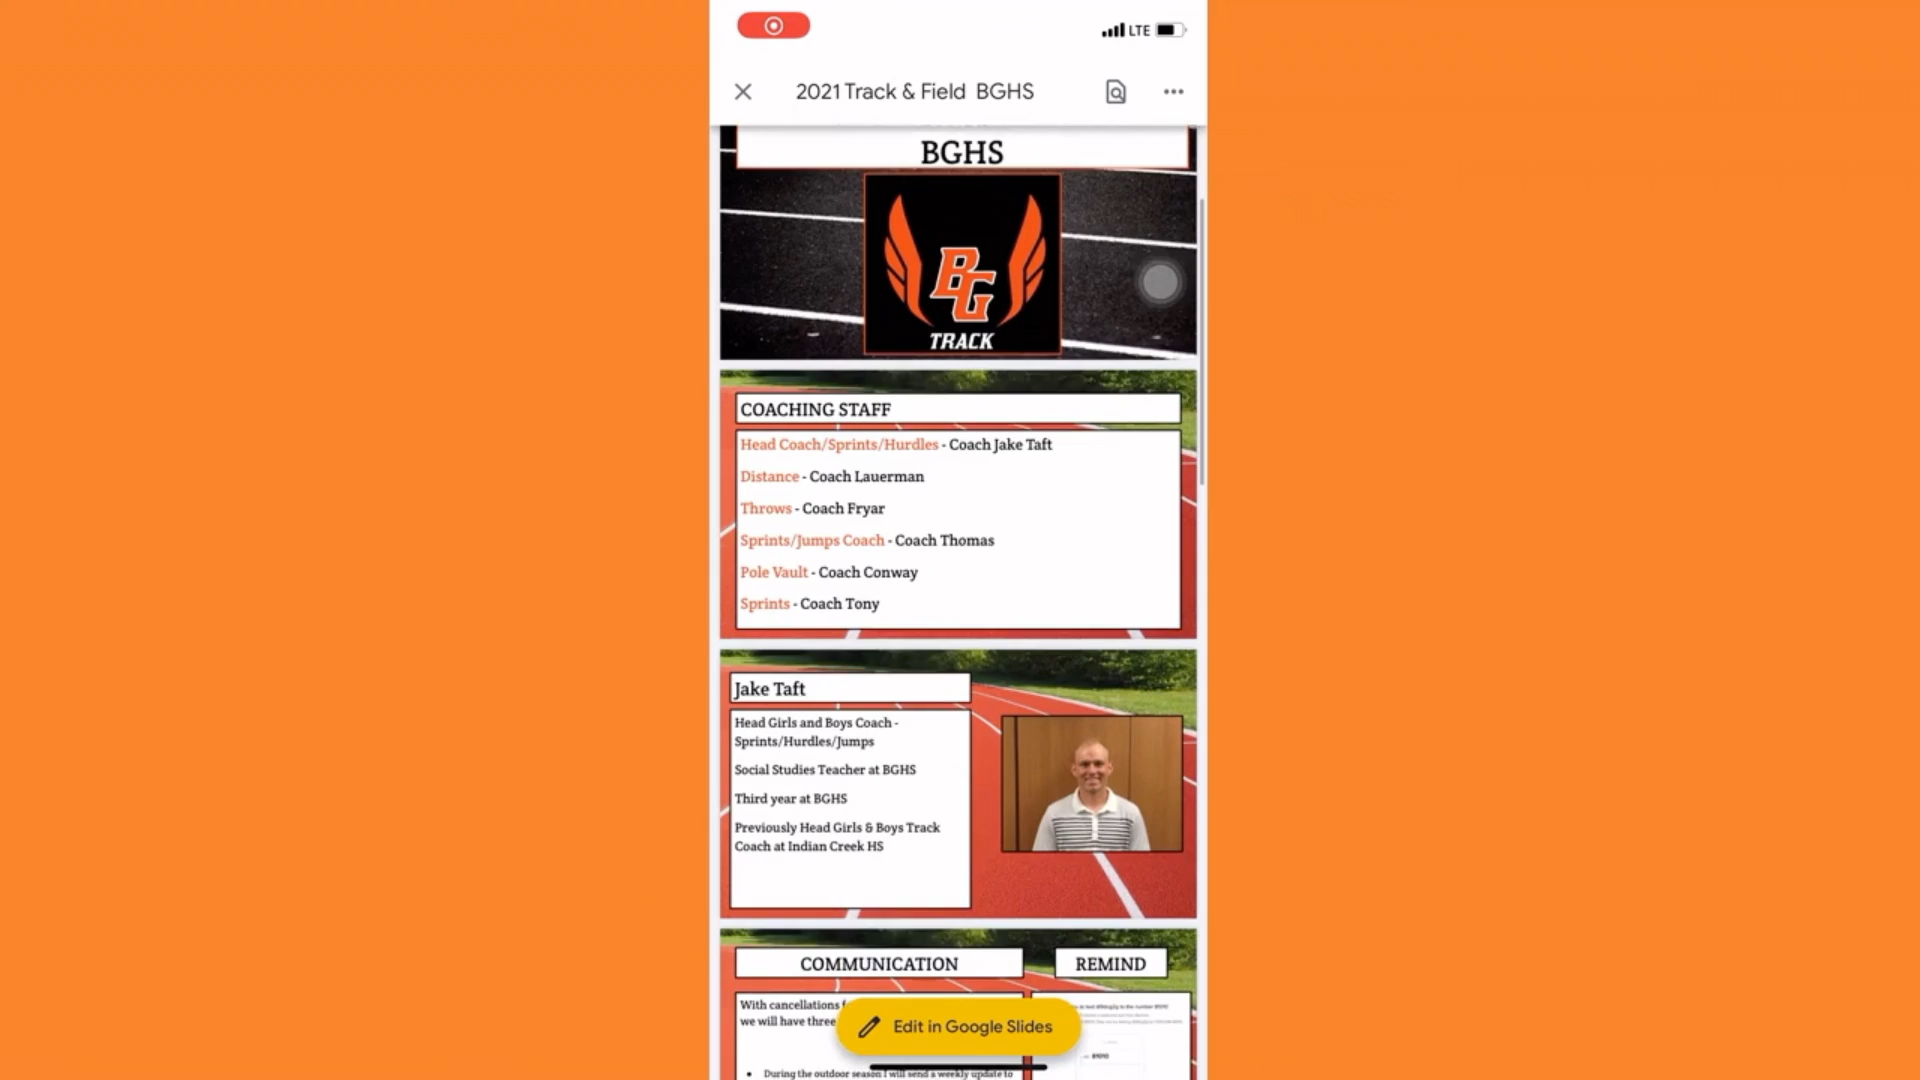 LTE
2021 Track & Field BGHS
BGHS
BG
TRACK
COACHING STAFF
Head Coach/Sprints/Hurdles - Coach Jake Taft
Distance - Coach Lauerman
Throws - Coach Fryar
Sprints/Jumps Coach - Coach Thomas
Pole Vault - Coach Conway
Sprints - Coach Tony
Jake Taft
Head Girls and Boys Coach -
Sprints/Hurdles/Jumps
Social Studies Teacher at BGHS
Third year at BGHS
Previously Head Girls & Boys Track
Coach at Indian Creek HS
COMMUNICATION
REMIND
With cancellations
we will have three
Edit in Google Slides
• During the outdoor season I will send a weekly update to
81010